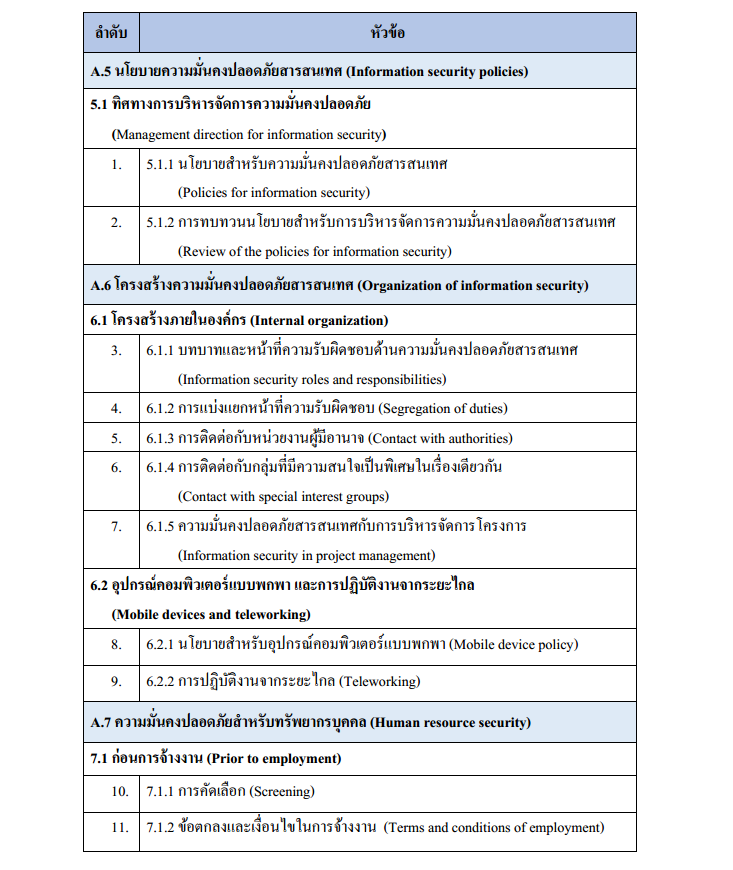 ลำดับ หัวข้อ
A.5 นโยบายความมั่นคงปลอดภัยสารสนเทศ (Information security policies)
5.1 ทิศทางการบริหารจัดการความมั่นคงปลอดภัย
(Management direction for information security)
1. 5.1.1 นโยบายสำหรับความมั่นคงปลอดภัยสารสนเทศ
(Policies for information security)
2. 5.1.2 การทบทวนนโยบายสำหรับการบริหารจัดการความมั่นคงปลอดภัยสารสนเทศ
(Review of the policies for information security)
A.6 โครงสร้างความมั่นคงปลอดภัยสารสนเทศ (Organization of information security)
6.1 โครงสร้างภายในองค์กร (Internal organization)
3. 6.1.1 บทบาทและหน้าที่ความรับผิดชอบด้านความมั่นคงปลอดภัยสารสนเทศ
(Information security roles and responsibilities)
4. 6.1.2 การแบ่งแยกหน้าที่ความรับผิดชอบ (Segregation of duties)
5. 6.1.3 การติดต่อกับหน่วยงานผู้มีอานาจ (Contact with authorities)
6. 6.1.4 การติดต่อกับกลุ่มที่มีความสนใจเป็นพิเศษในเรื่องเดียวกัน
(Contact with special interest groups)
7. 6.1.5 ความมั่นคงปลอดภัยสารสนเทศกับการบริหารจัดการโครงการ
(Information security in project management)
6.2 อุปกรณ์คอมพิวเตอร์แบบพกพา และการปฏิบัติงานจากระยะไกล
(Mobile devices and teleworking)
8. 6.2.1 นโยบายสำหรับอุปกรณ์คอมพิวเตอร์แบบพกพา (Mobile device policy)
9. 6.2.2 การปฏิบัติงานจากระยะไกล (Teleworking)
A.7 ความมั่นคงปลอดภัยสำหรับทรัพยากรบุคคล (Human resource security)
7.1 ก่อนการจ้างงาน (Prior to employment)
10. 7.1.1 การคัดเลือก (Screening)
11. 7.1.2 ข้อตกลงและเงื่อนไขในการจ้างงาน (Terms and conditions of employment)